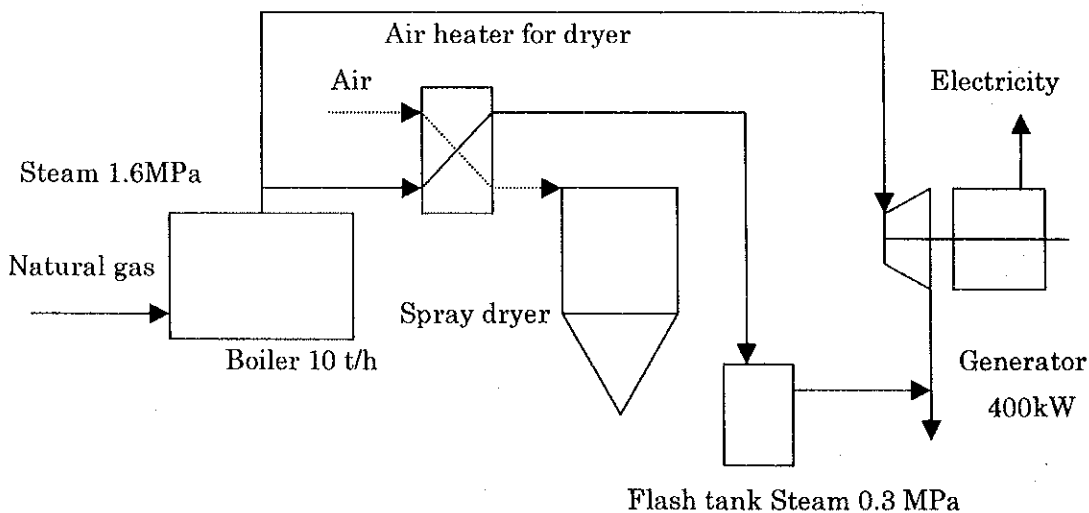 Air heater for dryer
Air
Electricity
Steam 1.6MPa
Natural gas
Spray dryer
Boiler 10 t/h
Generator
400kW
Flash tank Steam 0.3 MPa